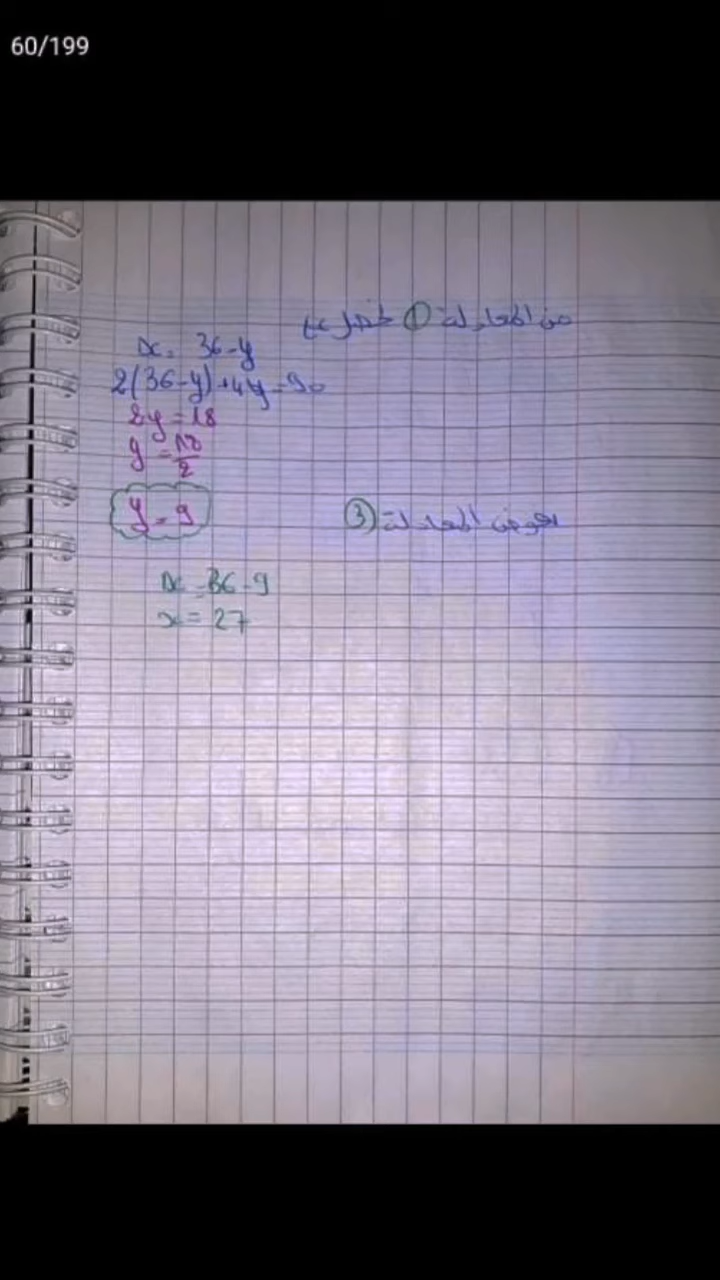 60/199
من المعادلة ① نحصل على
x = 36 - y
2(36-y)+4y=90
2y = 18
y = 18/2
y = 9
نعوض المعادلة ③
x = 36 - 9
x = 27